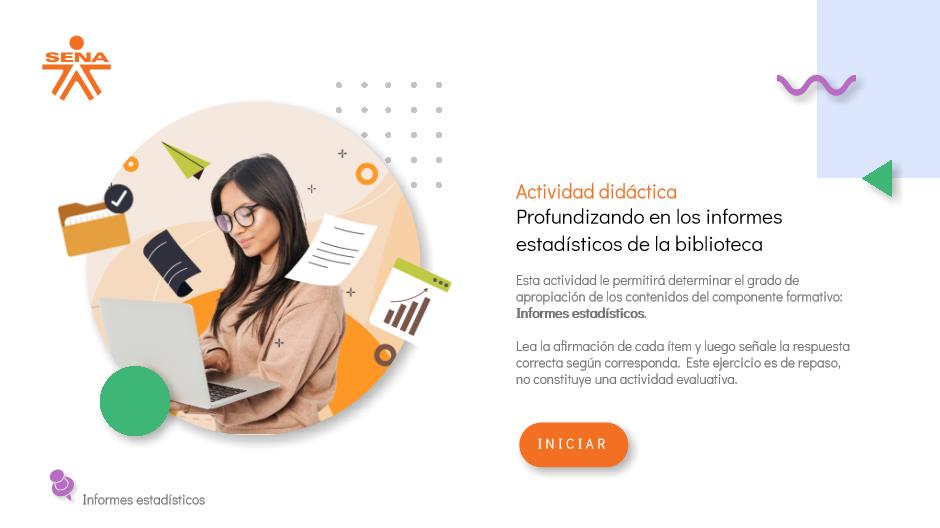 SENA
Actividad didáctica
Profundizando en los informes
estadísticos de la biblioteca
Esta actividad le permitirá determinar el grado de
apropiación de los contenidos del componente formativo:
Informes estadísticos.
Lea la afirmación de cada ítem y luego señale la respuesta
correcta según corresponda. Este ejercicio es de repaso,
no constituye una actividad evaluativa.
INICIAR
Informes estadísticos